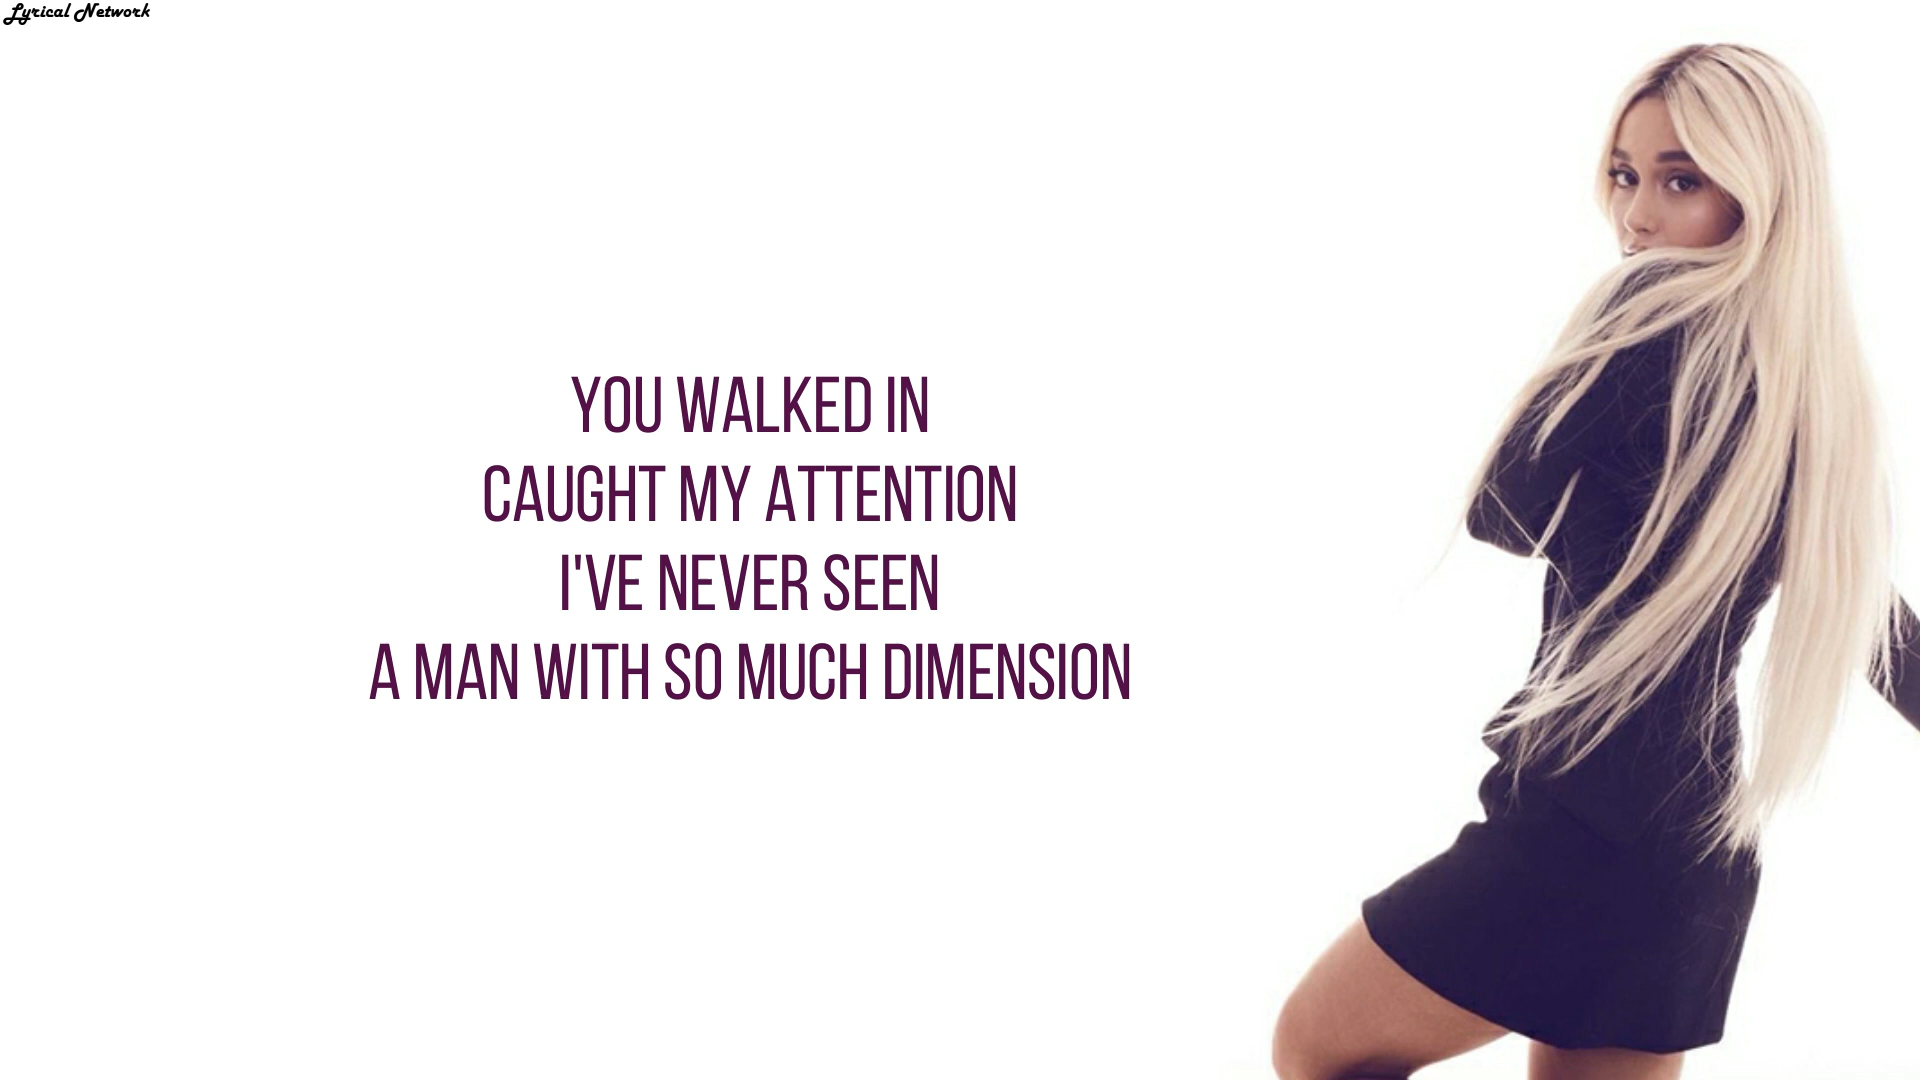 Lyrical Network
YOU WALKED IN
CAUGHT MY ATTENTION
I'VE NEVER SEEN
A MAN WITH SO MUCH DIMENSION